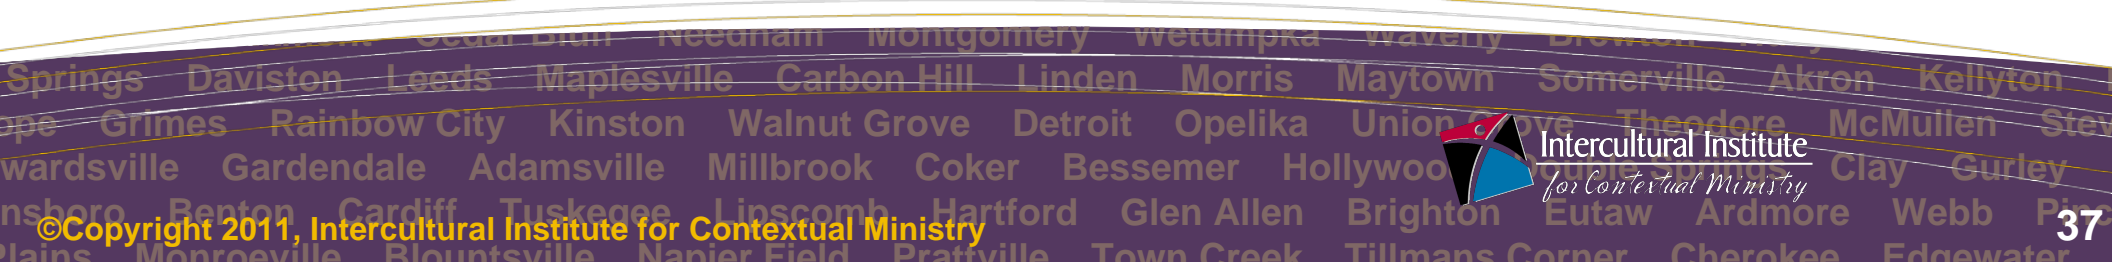 Cedar Bluff Needham Montgomery Wetumpka Waverly Brewton
Springs Daviston Leeds Maplesville Carbon Hill Linden Morris Maytown Somerville Akron Kellyton
Grimes Rainbow City Kinston Walnut Grove Detroit Opelika Union Theodore McMullen
Intercultural Institute
wardsville Gardendale Adamsville Millbrook Coker Bessemer Clay Gurley
for Contextual Ministry
nsboro Benton Cardiff Tuskegee Lipscomb Hartford Glen Allen Brighton Eutaw Ardmore Webb
©Copyright 2011, Intercultural Institute for Contextual Ministry
37
Plains Monroeville Blountsville Napier Field Prattville Town Creek Tillmans Corner Cherokee Edgewater